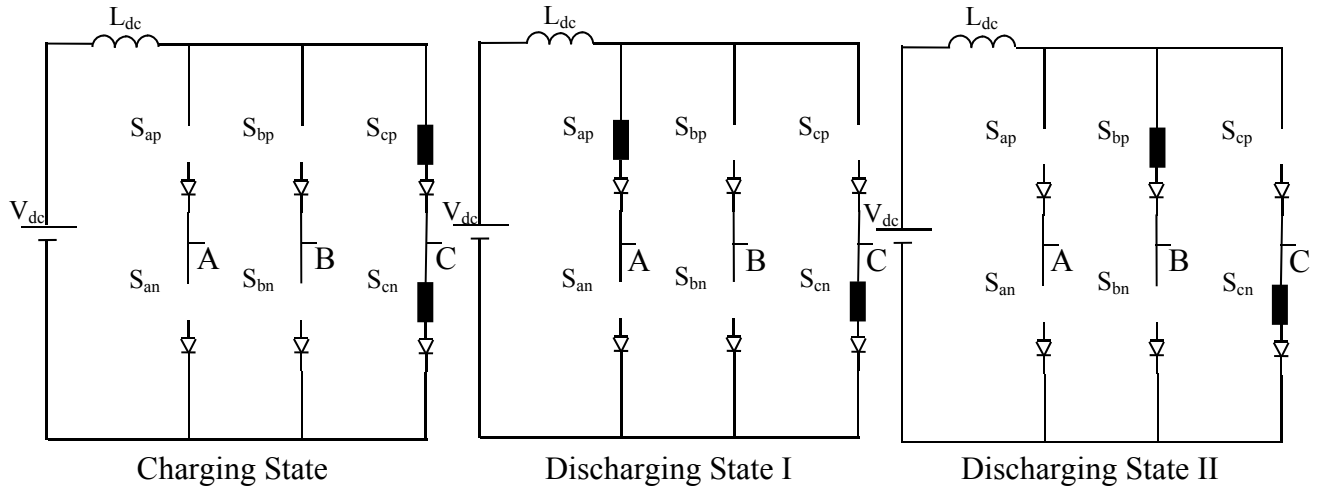 L_dc
S_ap S_bp S_cp
V_dc
A B C
S_an S_bn S_cn
Charging State
L_dc
S_ap S_bp S_cp
V_dc
A B C
S_an S_bn S_cn
Discharging State I
L_dc
S_ap S_bp S_cp
V_dc
A B C
S_an S_bn S_cn
Discharging State II